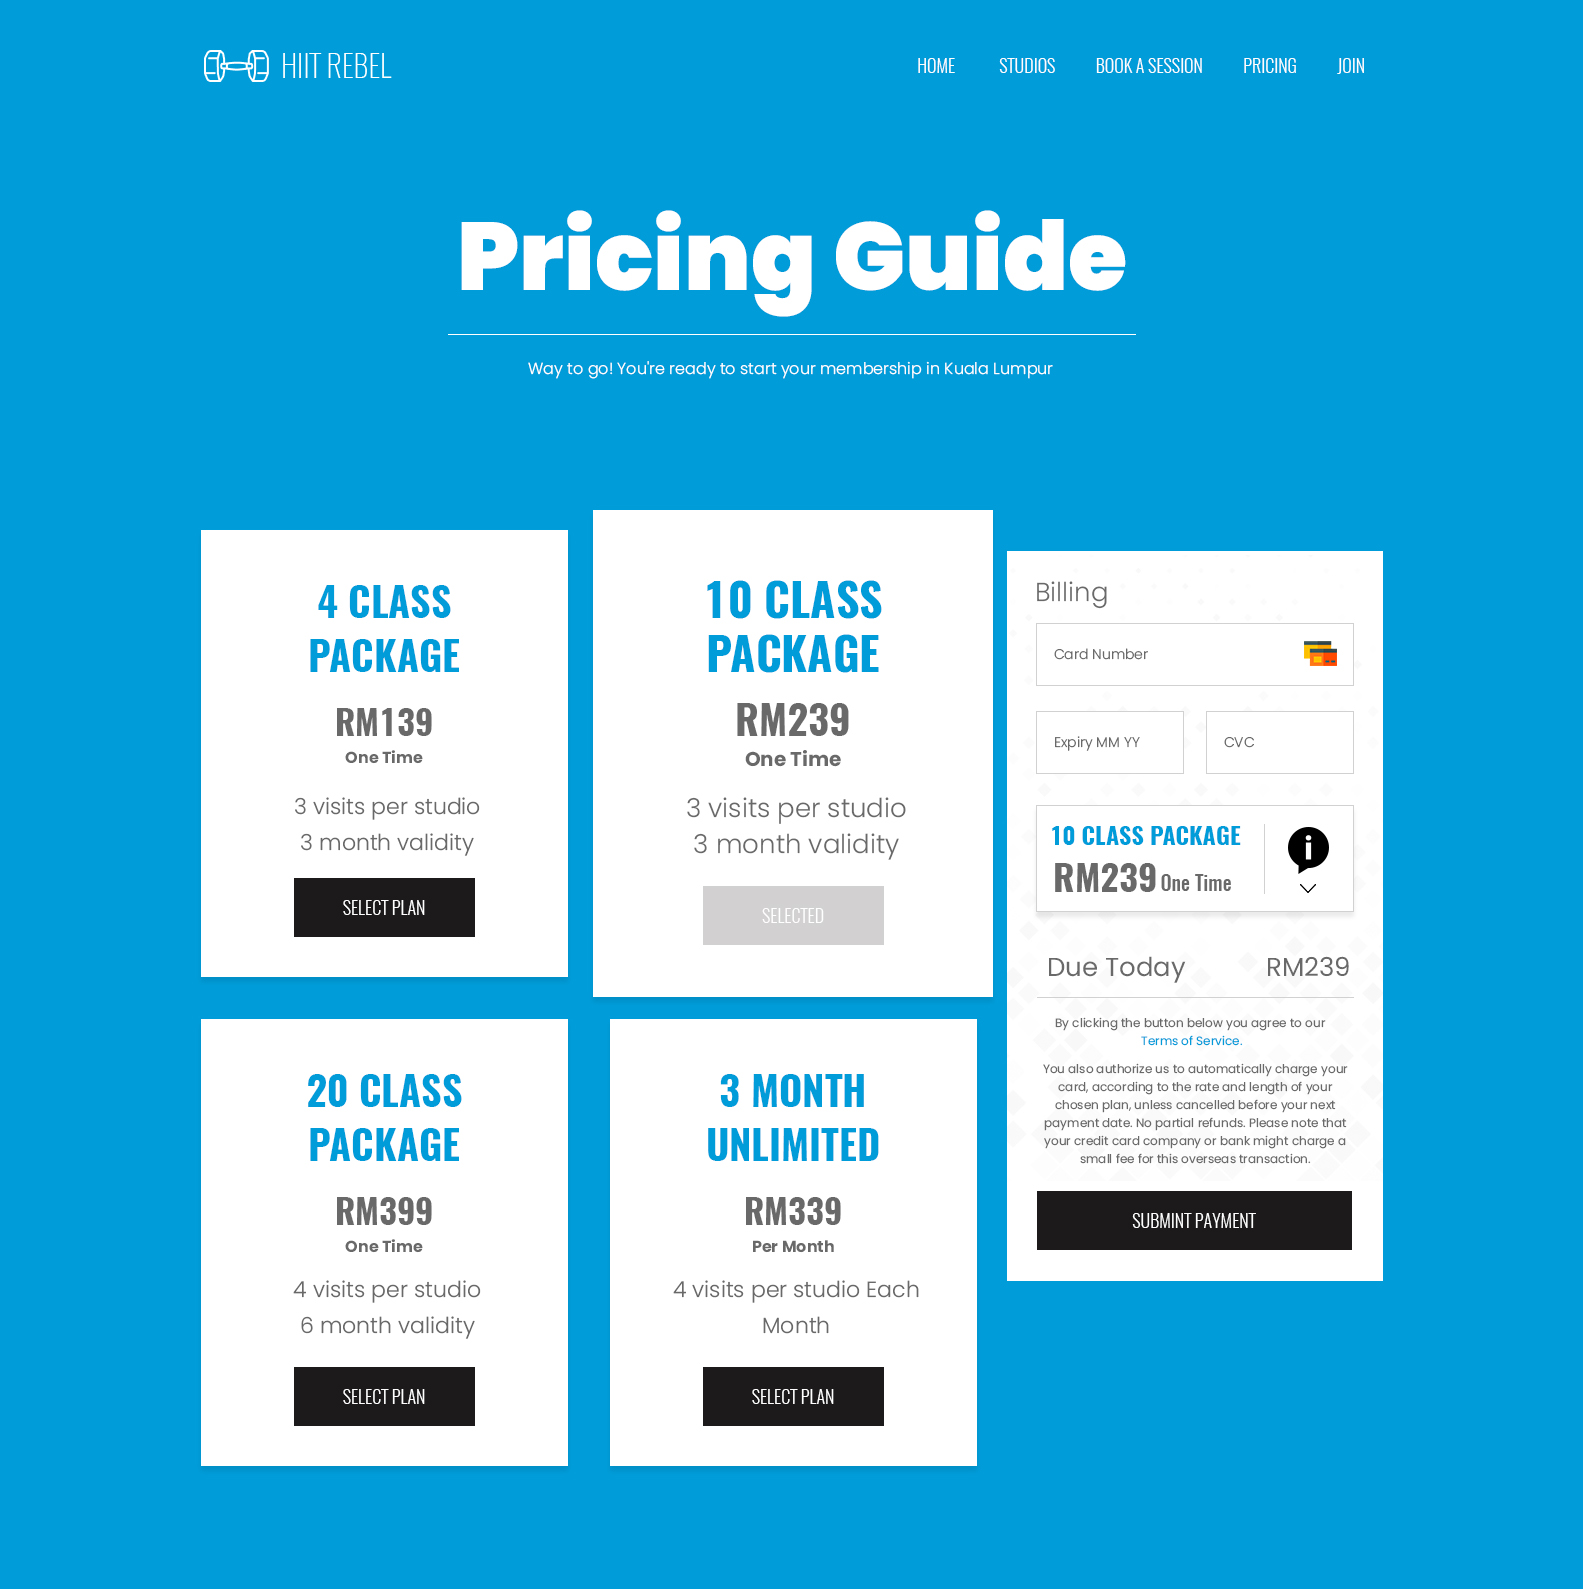 HIIT REBEL
HOME STUDIOS BOOK A SESSION PRICING JOIN
Pricing Guide
Way to go! You're ready to start your membership in Kuala Lumpur
4 CLASS
PACKAGE
RM139
One Time
3 visits per studio
3 month validity
SELECT PLAN
10 CLASS
PACKAGE
RM239
One Time
3 visits per studio
3 month validity
SELECTED
20 CLASS
PACKAGE
RM399
One Time
4 visits per studio
6 month validity
SELECT PLAN
3 MONTH
UNLIMITED
RM339
Per Month
4 visits per studio Each
Month
SELECT PLAN
Billing
Card Number
Expiry MM YY
CVC
10 CLASS PACKAGE
RM239 One Time
Due Today RM239
By clicking the button below you agree to our
Terms of Service.
You also authorize us to automatically charge your
card, according to the rate and length of your
chosen plan, unless cancelled before your next
payment date. No partial refunds. Please note that
your credit card company or bank might charge a
small fee for this overseas transaction.
SUBMINT PAYMENT